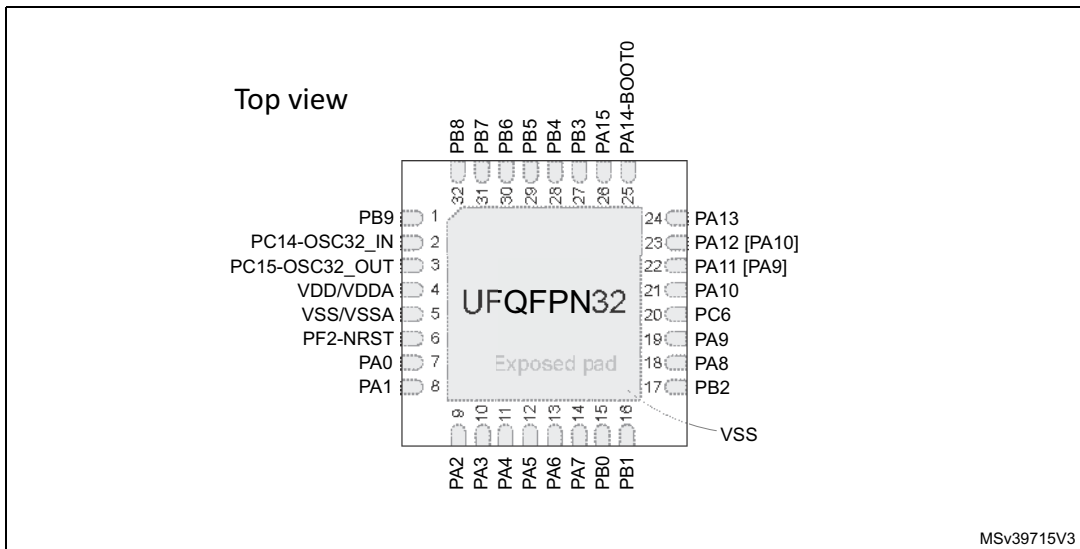 Top view
PB8
PB7
PB6
PB5
PB4
PB3
PA15
PA14-BOOT0
32
31
30
29
28
27
26
25
PB9 1
PC14-OSC32_IN 2
PC15-OSC32_OUT 3
VDD/VDDA 4
VSS/VSSA 5
PF2-NRST 6
PA0 7
PA1 8
UFQFPN32
Exposed pad
24 PA13
23 PA12 [PA10]
22 PA11 [PA9]
21 PA10
20 PC6
19 PA9
18 PA8
17 PB2
VSS
9
10
11
12
13
14
15
16
PA2
PA3
PA4
PA5
PA6
PA7
PB0
PB1
MSv39715V3